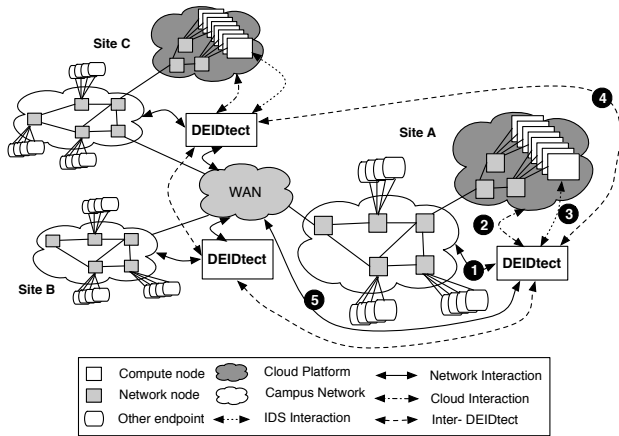 Site C
4
DEIDtect
Site A
WAN
2
3
DEIDtect
1
DEIDtect
Site B
5
Compute node
Cloud Platform
Network Interaction
Network node
Campus Network
Cloud Interaction
Other endpoint
IDS Interaction
Inter- DEIDtect